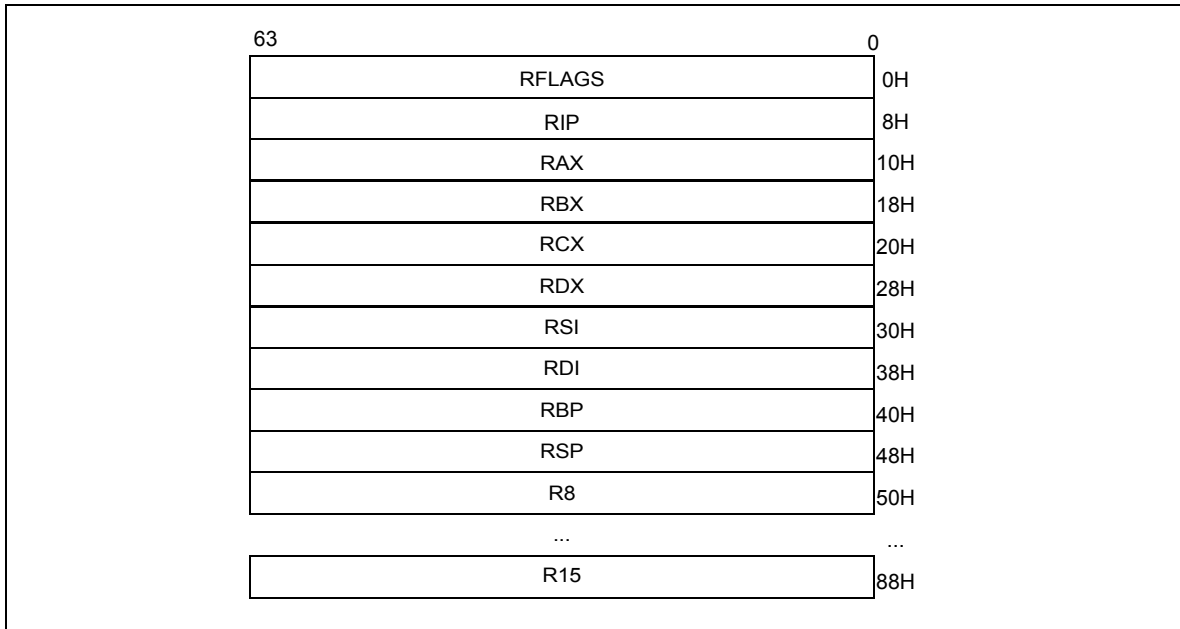 63 0
RFLAGS 0H
RIP 8H
RAX 10H
RBX 18H
RCX 20H
RDX 28H
RSI 30H
RDI 38H
RBP 40H
RSP 48H
R8 50H
... ...
R15 88H